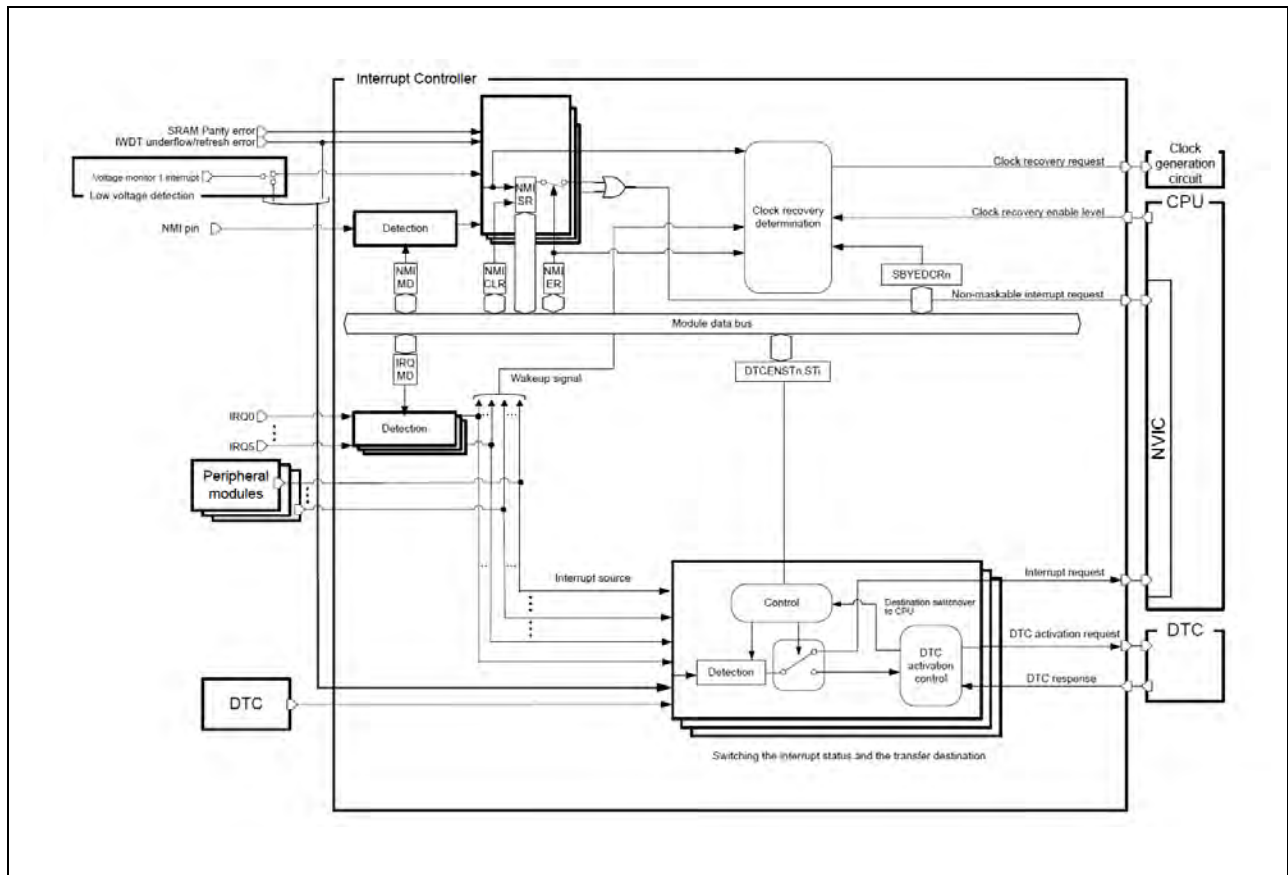 Interrupt Controller
SRAM Parity error
IWDT underflow/refresh error
Voltage monitor 1 interrupt
Low voltage detection
NMI pin
Detection
NMI
SR
NMI
MD
NMI
CLR
NMI
ER
Clock recovery
determination
Clock recovery request
Clock
generation
circuit
CPU
Clock recovery enable level
SBYEDCRn
Non-maskable interrupt request
Module data bus
IRQ
MD
Wakeup signal
DTCENSTn.STi
IRQ0
IRQ5
Detection
Peripheral
modules
NVIC
Interrupt source
Interrupt request
Control
Destination switchover
to CPU
DTC activation request
DTC
Detection
DTC
activation
control
DTC response
DTC
Switching the interrupt status and the transfer destination